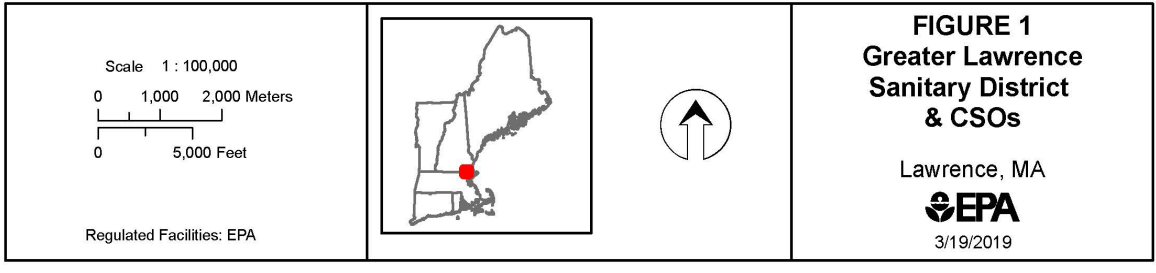 Scale 1 : 100,000
0 1,000 2,000 Meters
0 5,000 Feet
Regulated Facilities: EPA
FIGURE 1
Greater Lawrence
Sanitary District
& CSOs
Lawrence, MA
EPA
3/19/2019